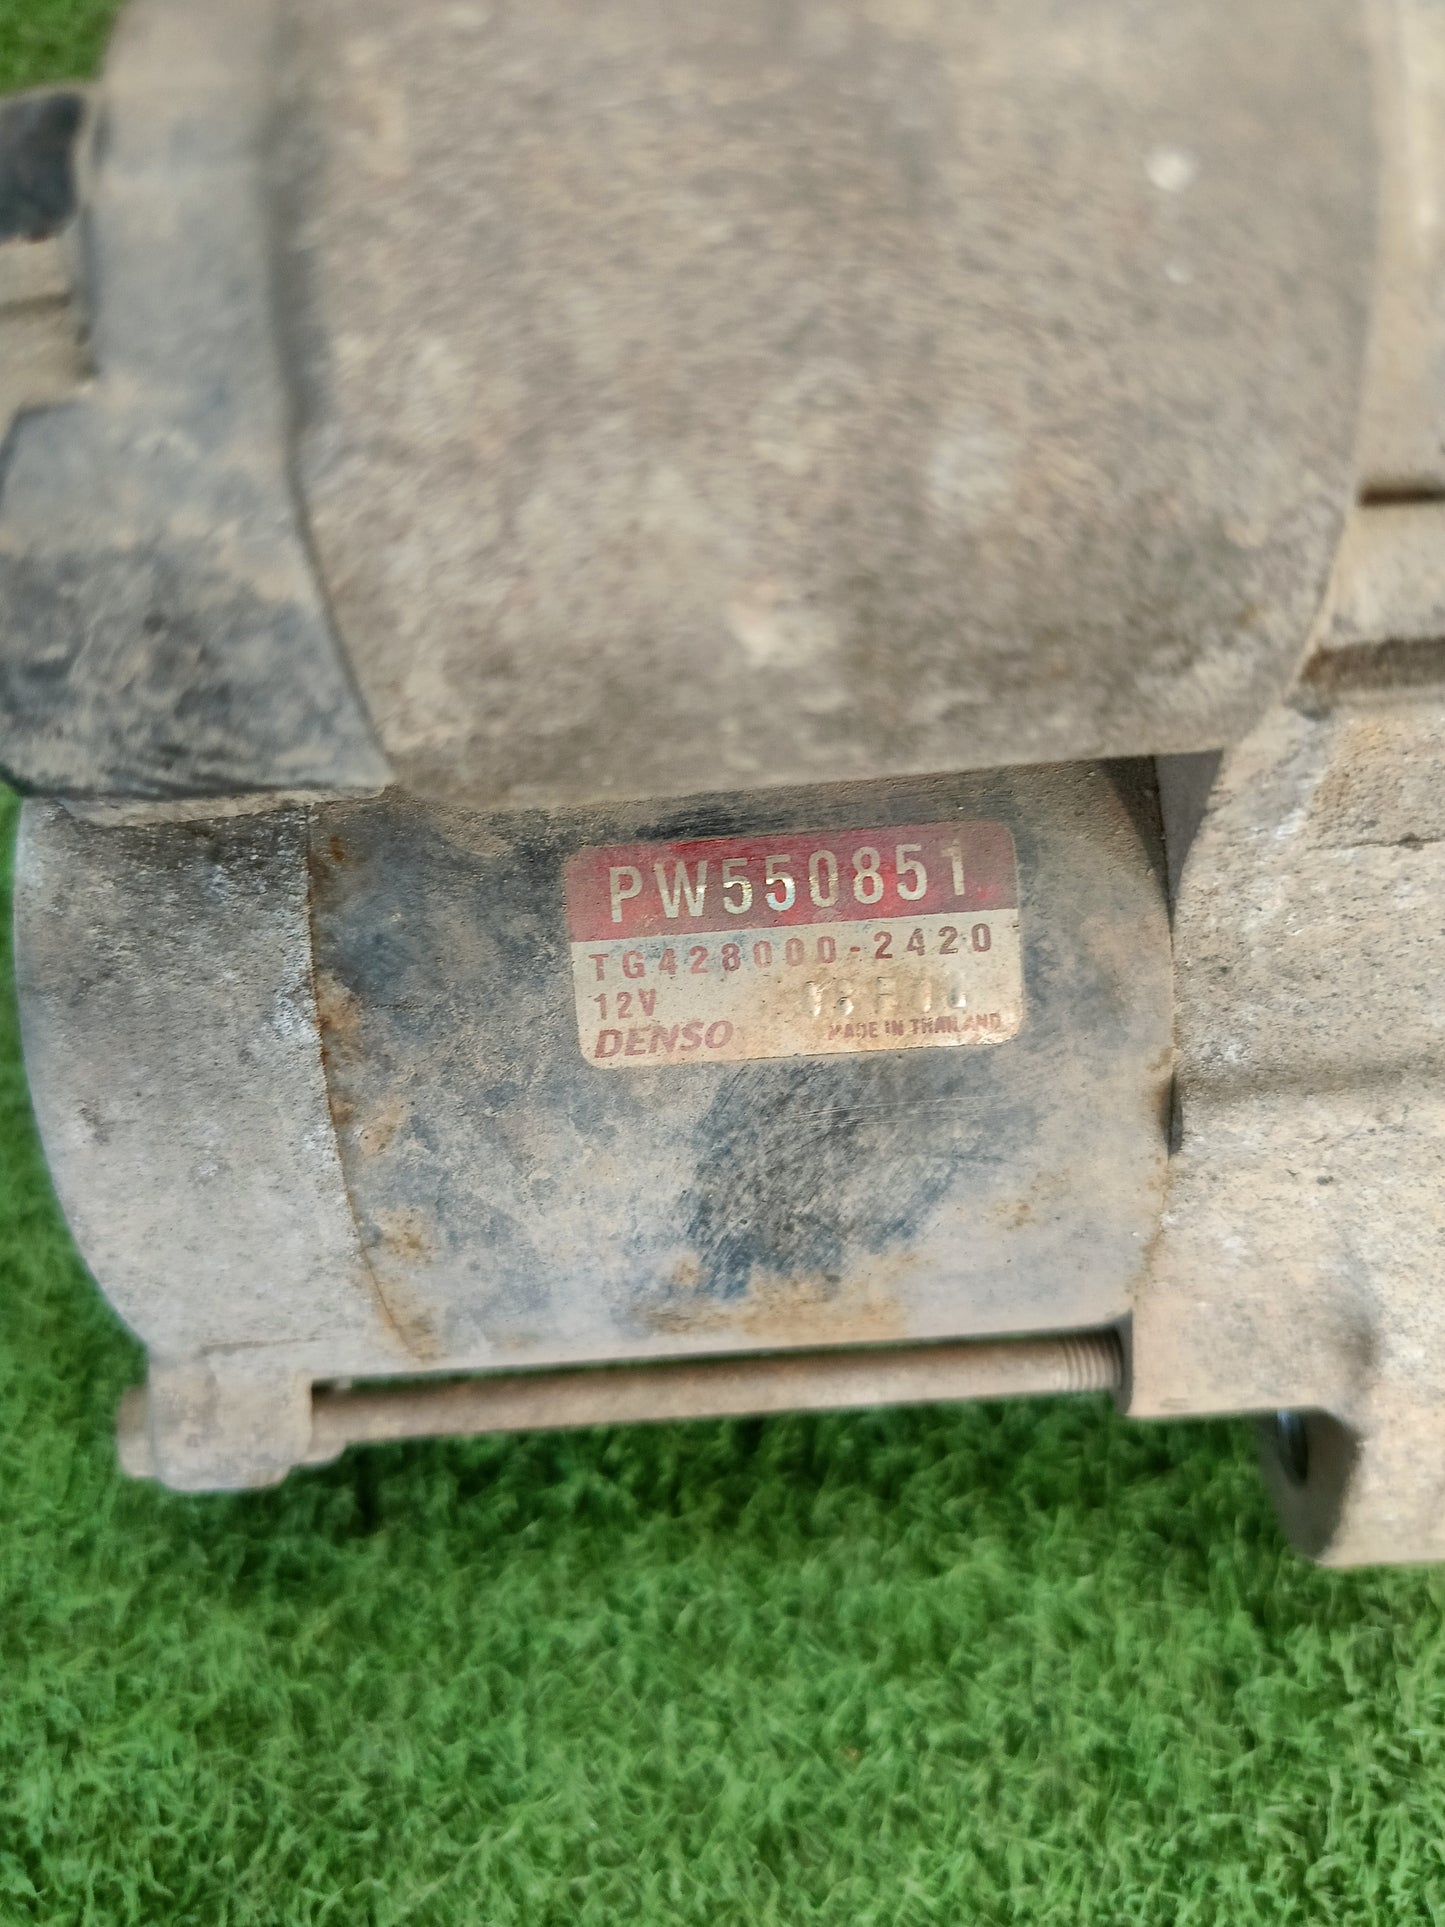 PW550851
TG428000-2420
12V
DENSO MADE IN THAILAND